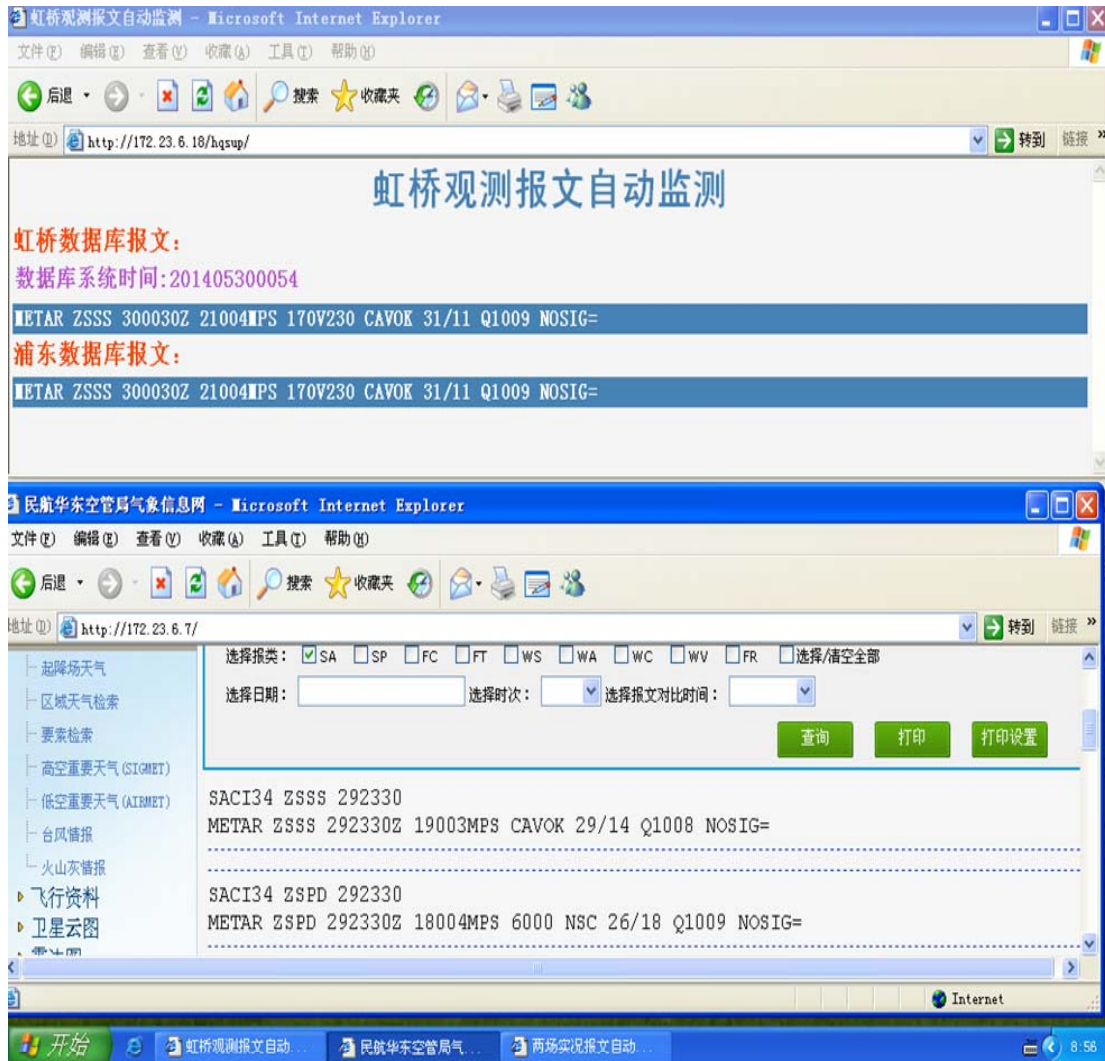 虹桥观测报文自动监测 - Microsoft Internet Explorer
文件(F) 编辑(E) 查看(V) 收藏(A) 工具(T) 帮助(H)
后退 搜索 收藏夹
地址(D) http://172.23.6.18/hqsup/ 转到 链接 »
虹桥观测报文自动监测
虹桥数据库报文：
数据库系统时间:201405300054
METAR ZSSS 300030Z 21004MPS 170V230 CAVOK 31/11 Q1009 NOSIG=
浦东数据库报文：
METAR ZSSS 300030Z 21004MPS 170V230 CAVOK 31/11 Q1009 NOSIG=
民航华东空管局气象信息网 - Microsoft Internet Explorer
文件(F) 编辑(E) 查看(V) 收藏(A) 工具(T) 帮助(H)
后退 搜索 收藏夹
地址(D) http://172.23.6.7/ 转到 链接 »
起降场天气
区域天气检索
要素检索
高空重要天气(SIGMET)
低空重要天气(AIRMET)
台风情报
火山灰情报
飞行资料
卫星云图
选择报类： SA SP FC FT WS WA WC WV FR 选择/清空全部
选择日期： 选择时次： 选择报文对比时间：
查询 打印 打印设置
SACI34 ZSSS 292330
METAR ZSSS 292330Z 19003MPS CAVOK 29/14 Q1008 NOSIG=
SACI34 ZSPD 292330
METAR ZSPD 292330Z 18004MPS 6000 NSC 26/18 Q1009 NOSIG=
Internet
开始 虹桥观测报文自动... 民航华东空管局气... 两场实况报文自动... 8:56